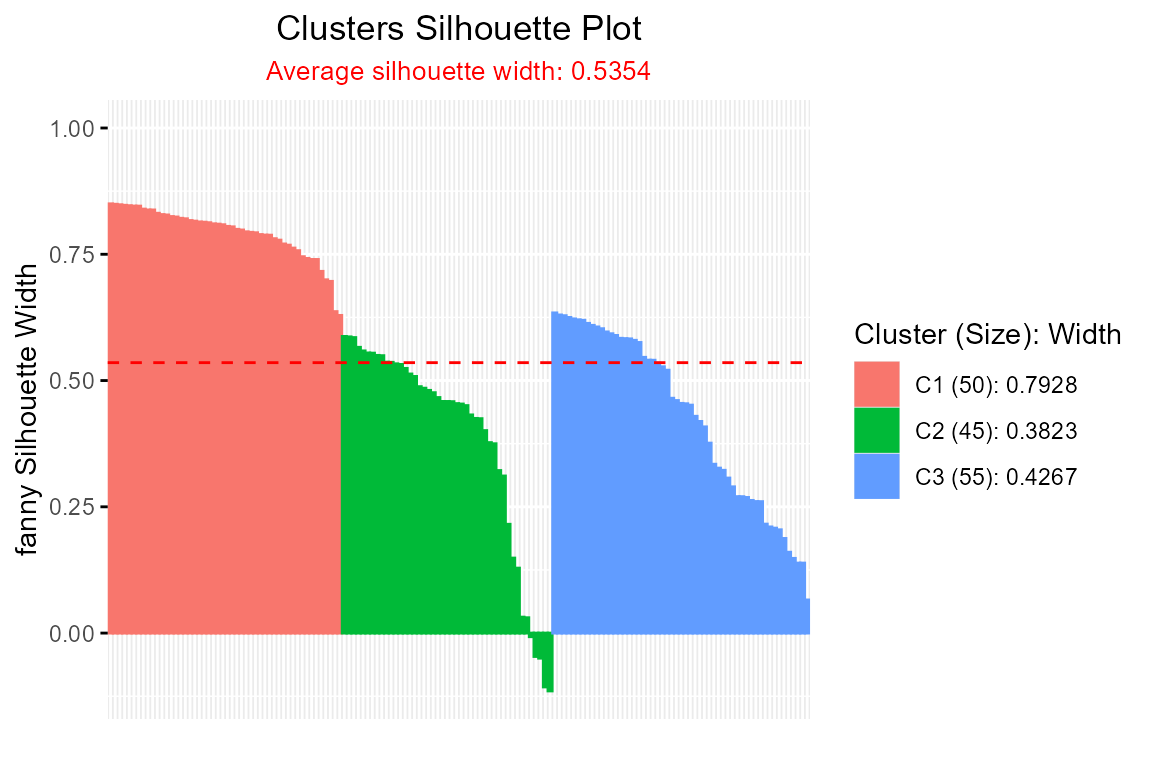 Clusters Silhouette Plot
Average silhouette width: 0.5354
fanny Silhouette Width
1.00
0.75
0.50
0.25
0.00
Cluster (Size): Width
C1 (50): 0.7928
C2 (45): 0.3823
C3 (55): 0.4267